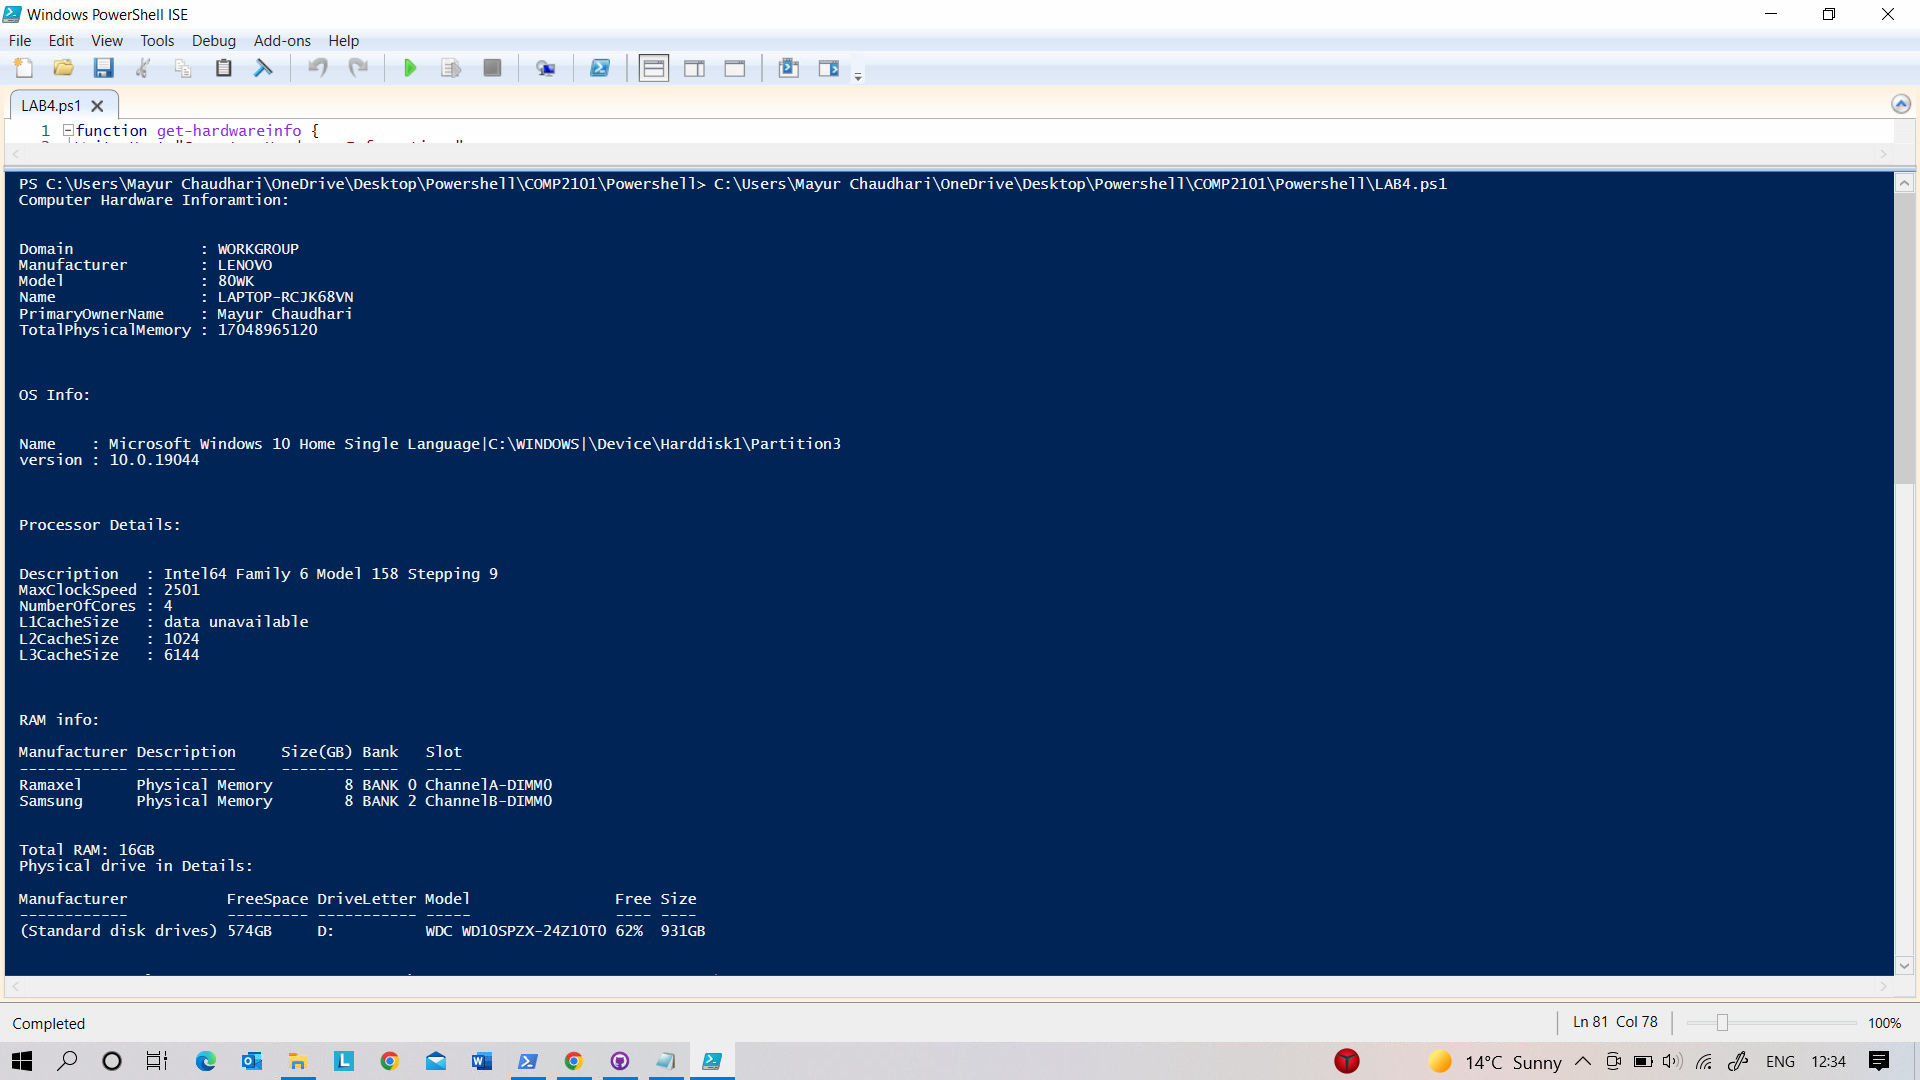 Windows PowerShell ISE
File Edit View Tools Debug Add-ons Help
LAB4.ps1
1 function get-hardwareinfo {
PS C:\Users\Mayur Chaudhari\OneDrive\Desktop\Powershell\COMP2101\Powershell> C:\Users\Mayur Chaudhari\OneDrive\Desktop\Powershell\COMP2101\Powershell\LAB4.ps1
Computer Hardware Inforamtion:
Domain : WORKGROUP
Manufacturer : LENOVO
Model : 80WK
Name : LAPTOP-RCJK68VN
PrimaryOwnerName : Mayur Chaudhari
TotalPhysicalMemory : 17048965120
OS Info:
Name : Microsoft Windows 10 Home Single Language|C:\WINDOWS|\Device\Harddisk1\Partition3
version : 10.0.19044
Processor Details:
Description : Intel64 Family 6 Model 158 Stepping 9
MaxClockSpeed : 2501
NumberOfCores : 4
L1CacheSize : data unavailable
L2CacheSize : 1024
L3CacheSize : 6144
RAM info:
Manufacturer Description Size(GB) Bank Slot
------------ ----------- -------- ---- ----
Ramaxel Physical Memory 8 BANK 0 ChannelA-DIMM0
Samsung Physical Memory 8 BANK 2 ChannelB-DIMM0
Total RAM: 16GB
Physical drive in Details:
Manufacturer FreeSpace DriveLetter Model Free Size
------------ --------- ----------- ----- ---- ----
(Standard disk drives) 574GB D: WDC WD10SPZX-24Z10T0 62% 931GB
Completed
Ln 81 Col 78
100%
14°C Sunny
ENG
12:34